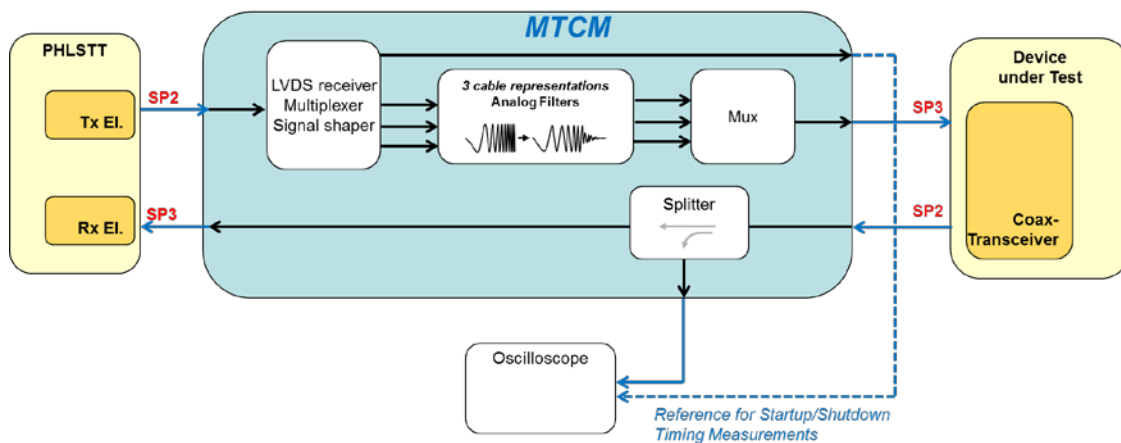 MTCM
PHLSTT
Tx El.
Rx El.
SP2
SP3
LVDS receiver
Multiplexer
Signal shaper
3 cable representations
Analog Filters
Mux
Splitter
SP3
SP2
Device
under Test
Coax-
Transceiver
Oscilloscope
Reference for Startup/Shutdown
Timing Measurements